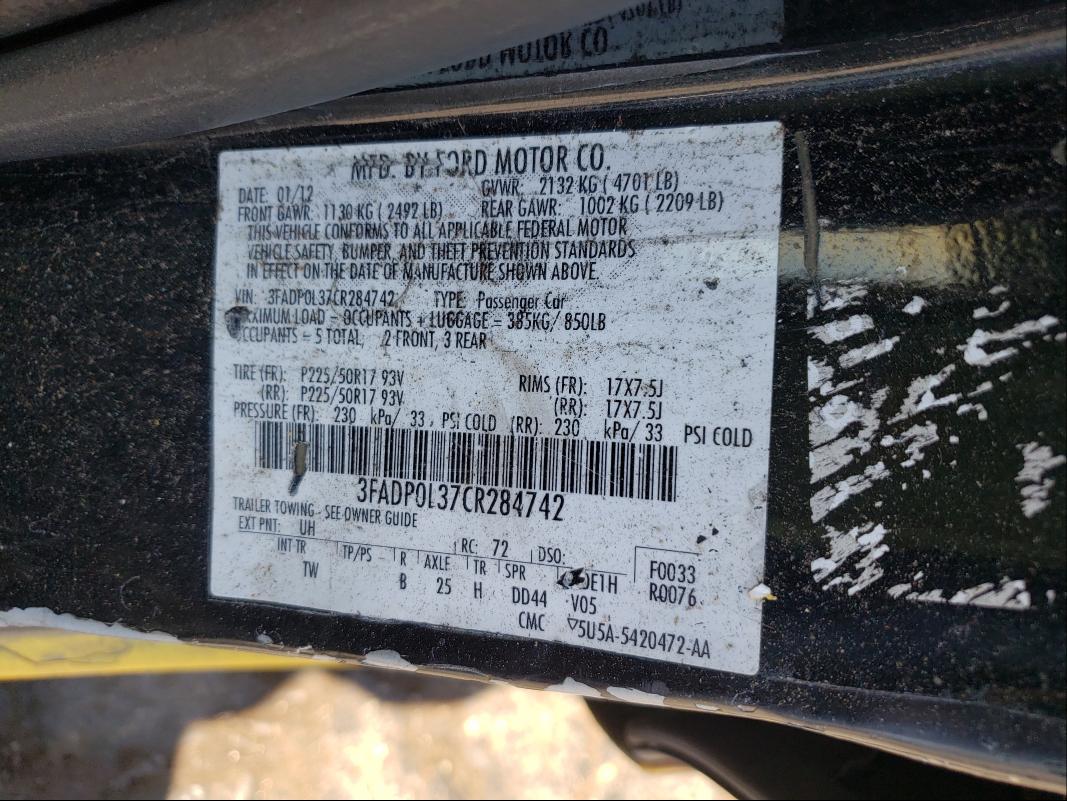 FORD MOTOR CO
MFD. BY FORD MOTOR CO.
DATE: 01/12 GVWR: 2132 KG ( 4701 LB)
FRONT GAWR: 1130 KG ( 2492 LB) REAR GAWR: 1002 KG ( 2209 LB)
THIS VEHICLE CONFORMS TO ALL APPLICABLE FEDERAL MOTOR
VEHICLE SAFETY, BUMPER, AND THEFT PREVENTION STANDARDS
IN EFFECT ON THE DATE OF MANUFACTURE SHOWN ABOVE.
VIN: 3FADP0L37CR284742 TYPE: Passenger Car
MAXIMUM LOAD = OCCUPANTS + LUGGAGE = 385KG/ 850LB
OCCUPANTS = 5 TOTAL, 2 FRONT, 3 REAR
TIRE (FR): P225/50R17 93V RIMS (FR): 17X7.5J
(RR): P225/50R17 93V (RR): 17X7.5J
PRESSURE (FR): 230 kPa/ 33 , PSI COLD (RR): 230 kPa/ 33 PSI COLD
3FADP0L37CR284742
TRAILER TOWING - SEE OWNER GUIDE
EXT PNT: UH RC: 72 DSO: F0033
INT TR TP/PS R AXLE TR SPR R0076
TW B 25 H DD44 V05
CMC ▽5U5A-5420472-AA